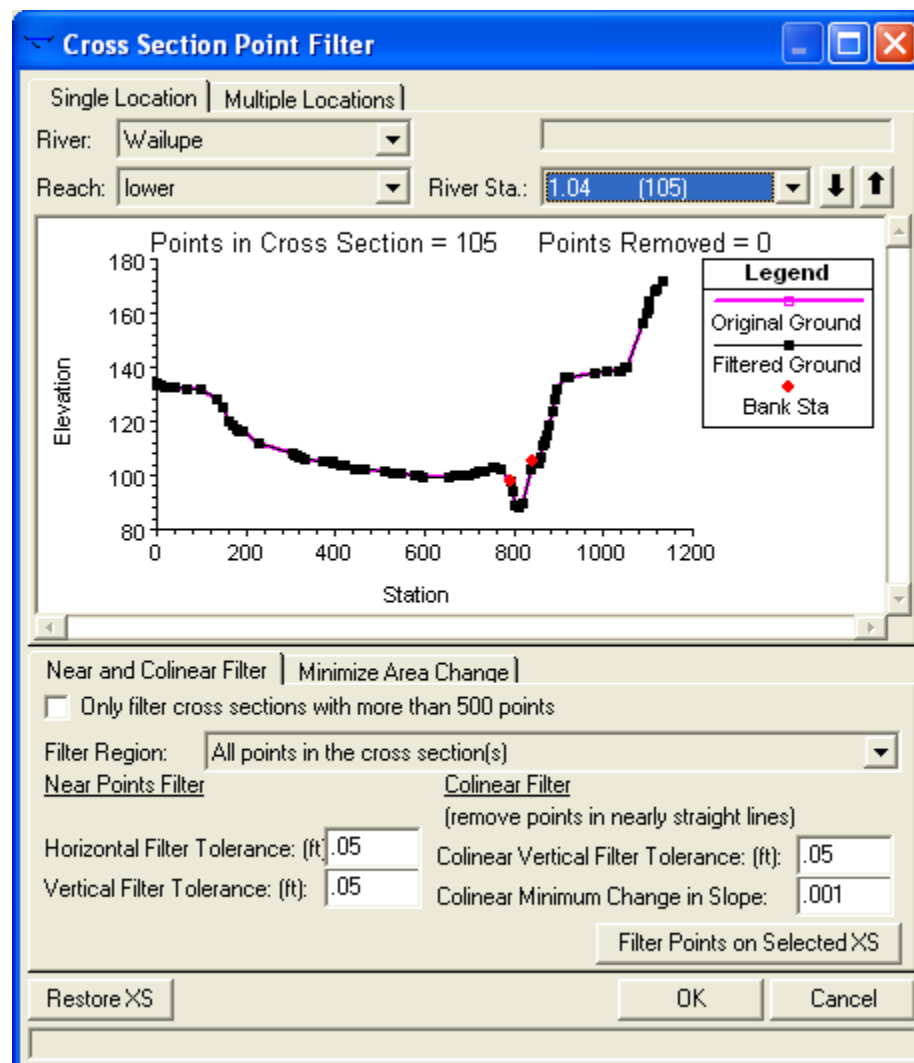 Cross Section Point Filter
Single Location Multiple Locations
River: Wailupe
Reach: lower River Sta.: 1.04 (105)
Points in Cross Section = 105 Points Removed = 0
180
160
140
120
100
80
Elevation
0 200 400 600 800 1000 1200
Station
Legend
Original Ground
Filtered Ground
Bank Sta
Near and Colinear Filter Minimize Area Change
Only filter cross sections with more than 500 points
Filter Region: All points in the cross section(s)
Near Points Filter Colinear Filter
(remove points in nearly straight lines)
Horizontal Filter Tolerance: (ft .05 Colinear Vertical Filter Tolerance: (ft): .05
Vertical Filter Tolerance: (ft): .05 Colinear Minimum Change in Slope: .001
Filter Points on Selected XS
Restore XS OK Cancel